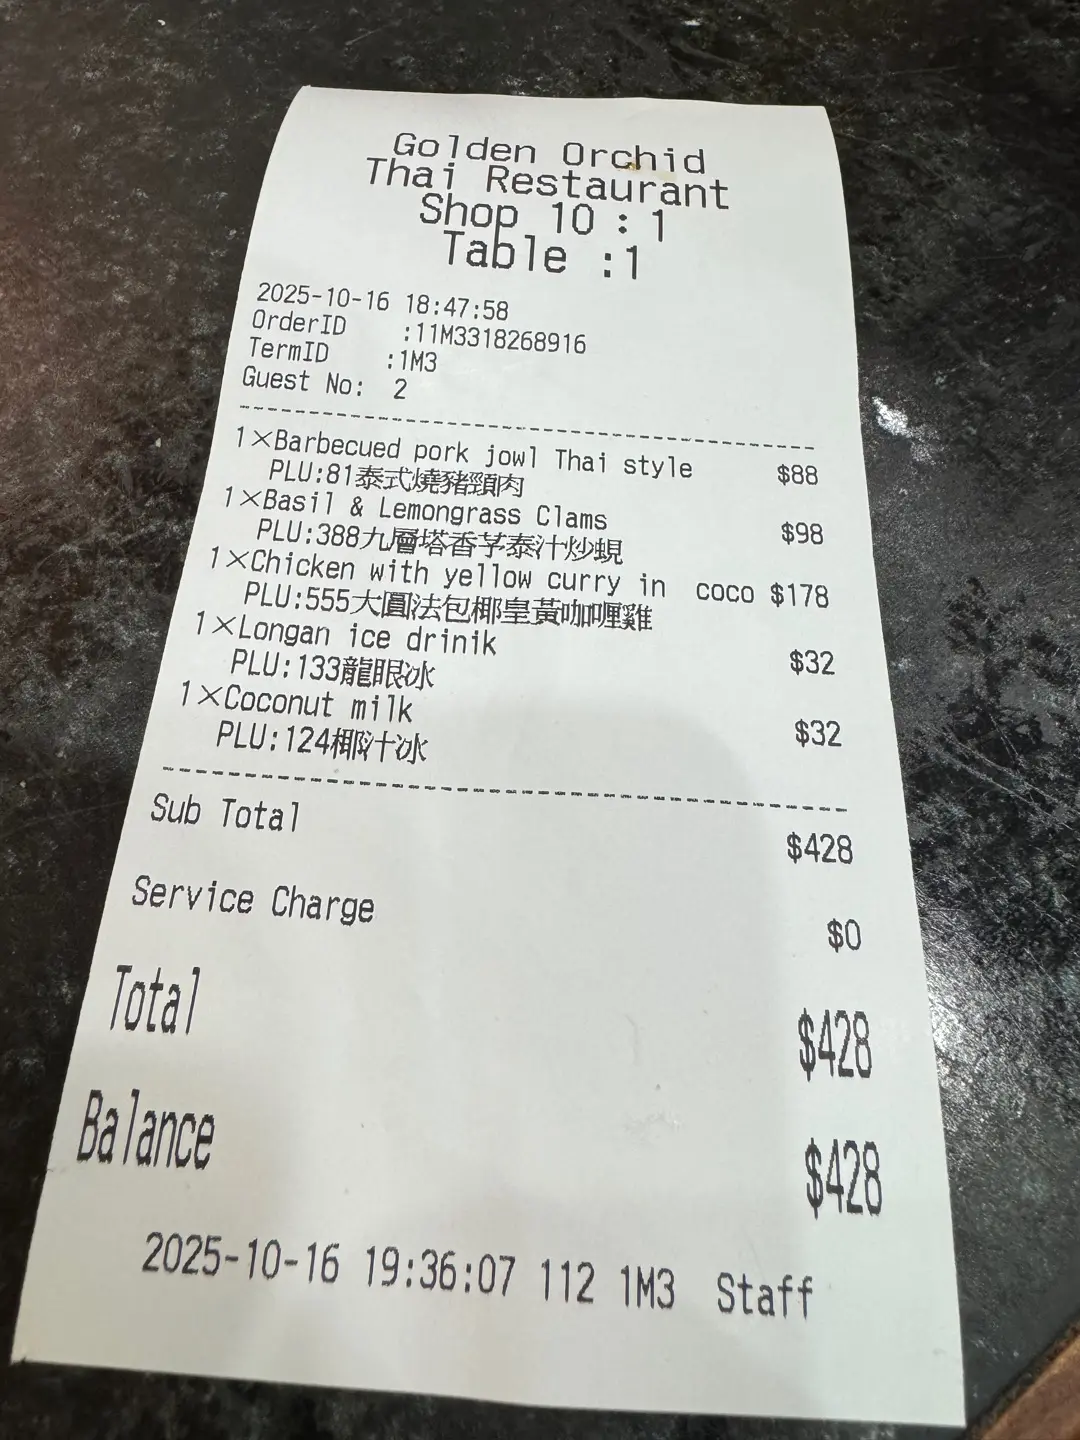 Golden Orchid
Thai Restaurant
Shop 10 : 1
Table :1
2025-10-16 18:47:58
OrderID :11M3318268916
TermID :1M3
Guest No: 2
1×Barbecued pork jowl Thai style $88
PLU:81泰式燒豬頸肉
1×Basil & Lemongrass Clams $98
PLU:388九層塔香芧泰汁炒蜆
1×Chicken with yellow curry in coco $178
PLU:555大圓法包椰皇黃咖喱雞
1×Longan ice drinik $32
PLU:133龍眼冰
1×Coconut milk $32
PLU:124椰汁冰
Sub Total $428
Service Charge $0
Total $428
Balance $428
2025-10-16 19:36:07 112 1M3 Staff